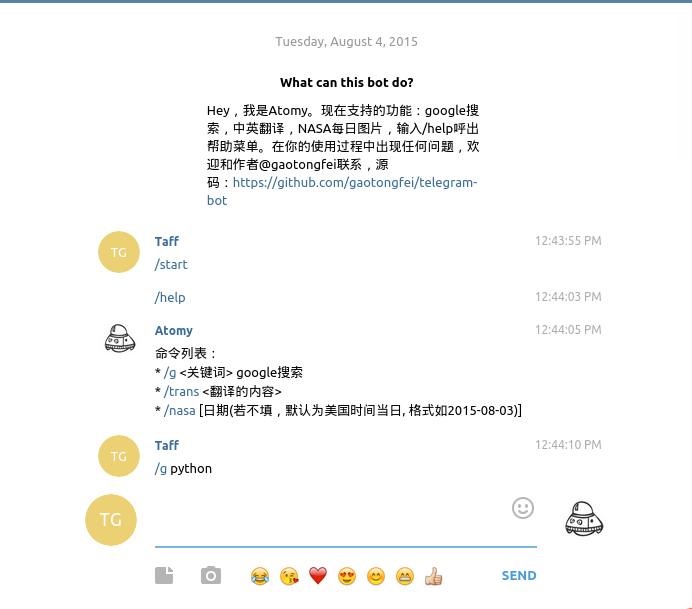 Tuesday, August 4, 2015
What can this bot do?
Hey，我是Atomy。现在支持的功能：google搜
索，中英翻译，NASA每日图片，输入/help呼出
帮助菜单。在你的使用过程中出现任何问题，欢
迎和作者@gaotongfei联系，源
码：https://github.com/gaotongfei/telegram-
bot
TG
Taff
12:43:55 PM
/start
/help
12:44:03 PM
Atomy
12:44:05 PM
命令列表：
* /g <关键词> google搜索
* /trans <翻译的内容>
* /nasa [日期(若不填，默认为美国时间当日, 格式如2015-08-03)]
TG
Taff
12:44:10 PM
/g python
TG
SEND